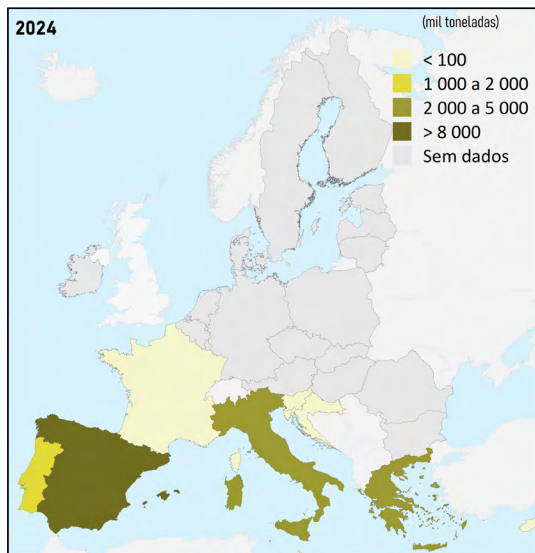 2024
(mil toneladas)
< 100
1 000 a 2 000
2 000 a 5 000
> 8 000
Sem dados